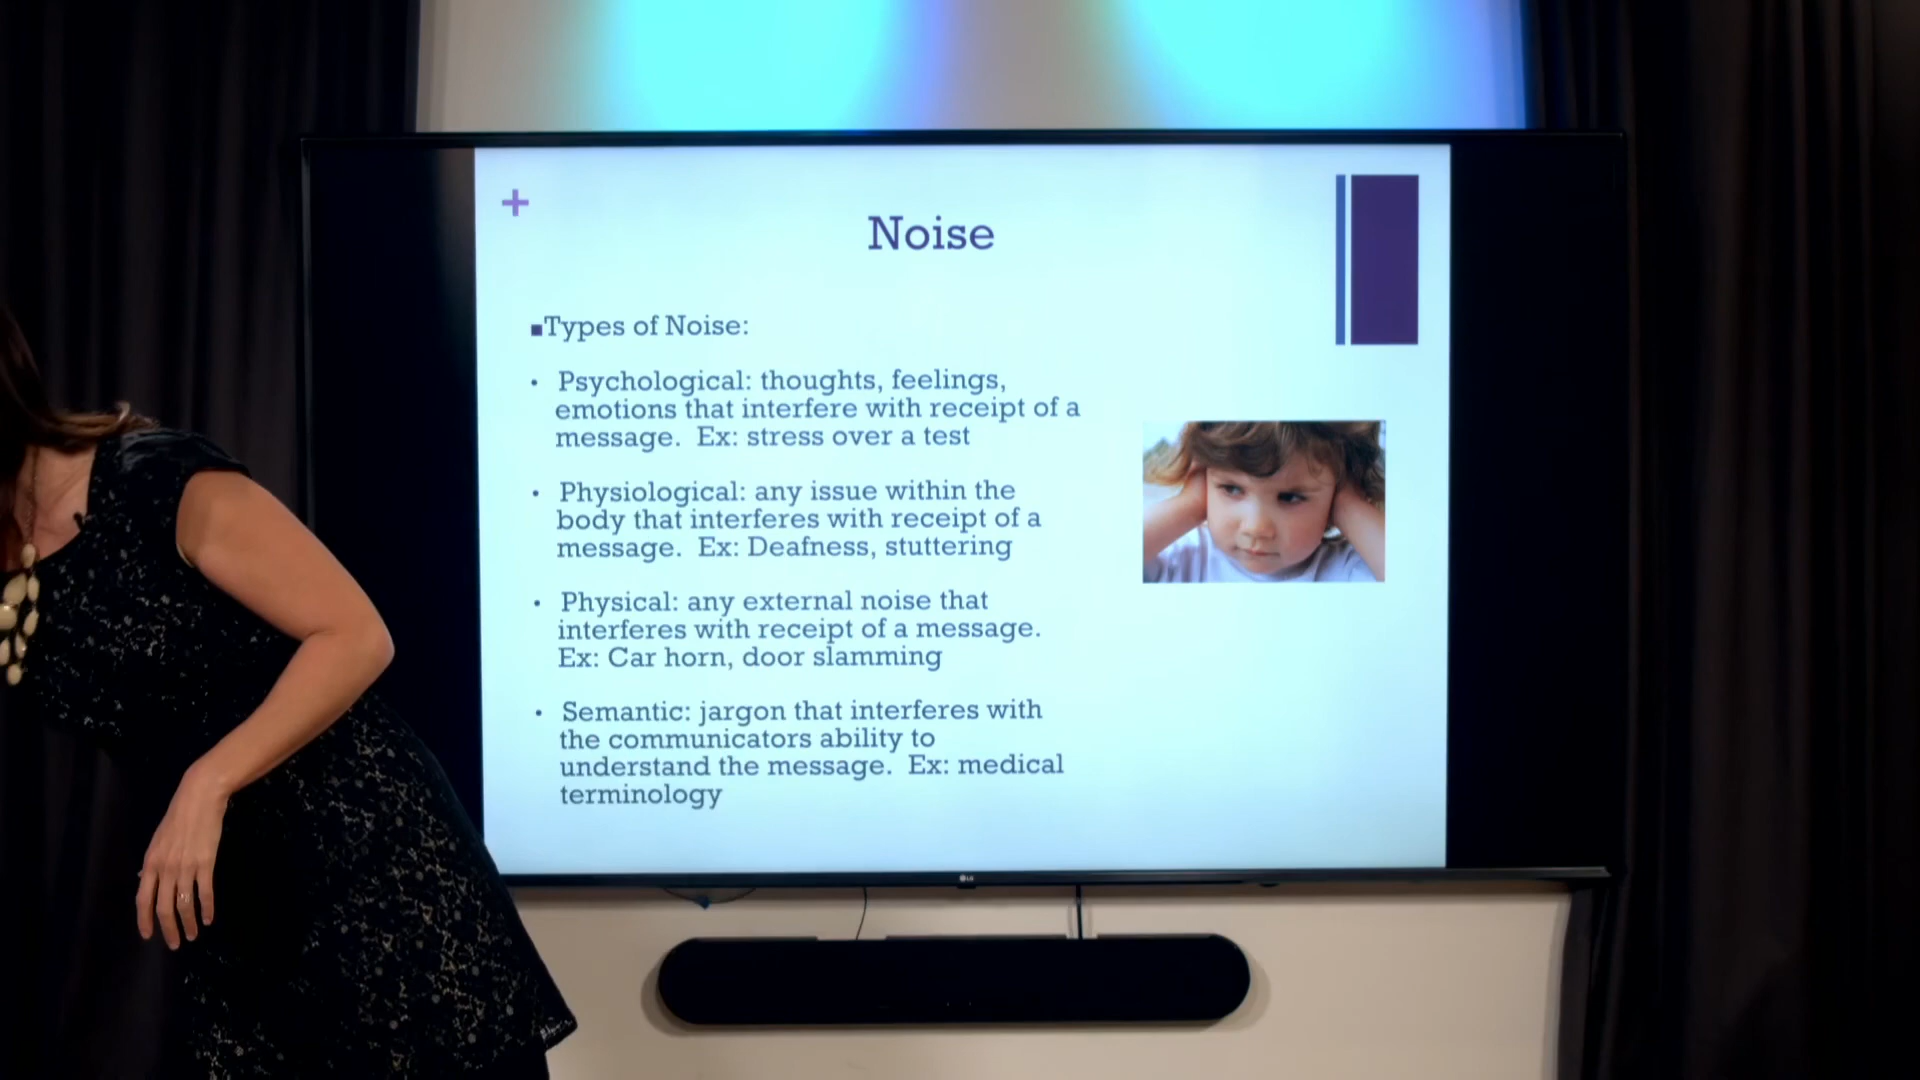 +
Noise
■Types of Noise:
• Psychological: thoughts, feelings,
emotions that interfere with receipt of a
message. Ex: stress over a test
• Physiological: any issue within the
body that interferes with receipt of a
message. Ex: Deafness, stuttering
• Physical: any external noise that
interferes with receipt of a message.
Ex: Car horn, door slamming
• Semantic: jargon that interferes with
the communicators ability to
understand the message. Ex: medical
terminology
LG